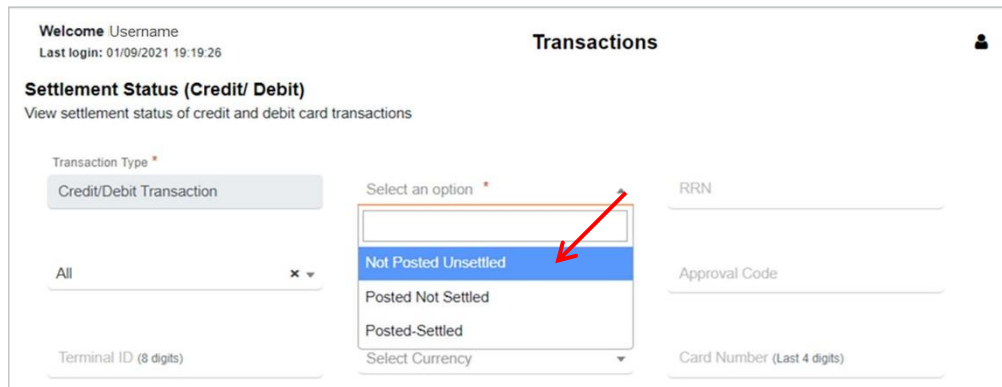 Welcome Username
Last login: 01/09/2021 19:19:26
Transactions
Settlement Status (Credit/ Debit)
View settlement status of credit and debit card transactions
Transaction Type *
Credit/Debit Transaction
Select an option *
RRN
Not Posted Unsettled
All
Approval Code
Posted Not Settled
Posted-Settled
Terminal ID (8 digits)
Select Currency
Card Number (Last 4 digits)